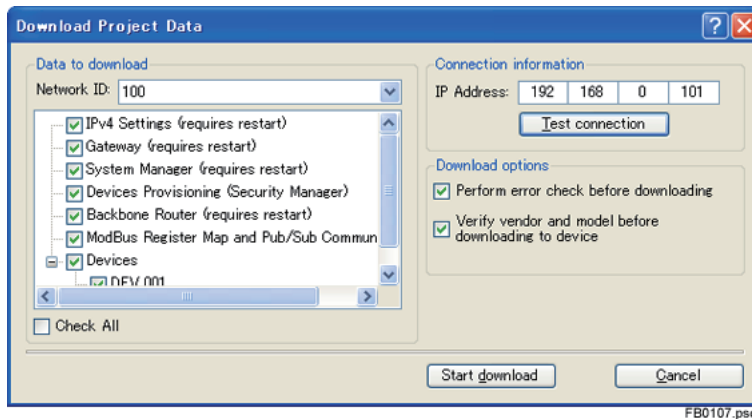 Download Project Data
Data to download
Network ID: 100
IPv4 Settings (requires restart)
Gateway (requires restart)
System Manager (requires restart)
Devices Provisioning (Security Manager)
Backbone Router (requires restart)
ModBus Register Map and Pub/Sub Commun
Devices
DEV 001
Check All
Connection information
IP Address: 192 168 0 101
Test connection
Download options
Perform error check before downloading
Verify vendor and model before
downloading to device
Start download
Cancel
FB0107.psd